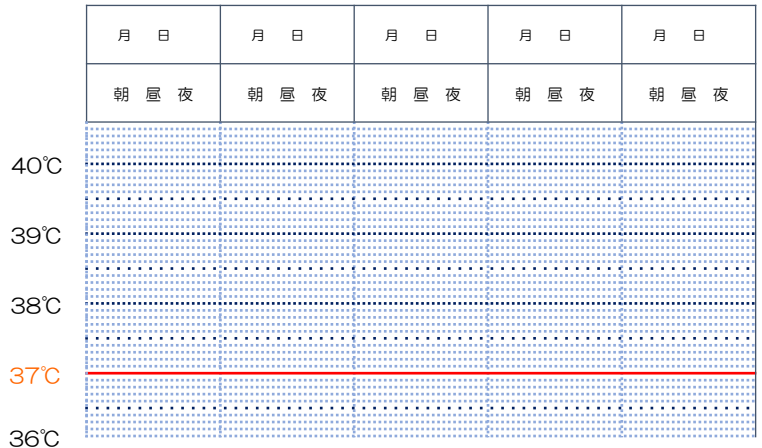 月 日 月 日 月 日 月 日 月 日
朝 昼 夜 朝 昼 夜 朝 昼 夜 朝 昼 夜 朝 昼 夜
40℃
39℃
38℃
37℃
36℃